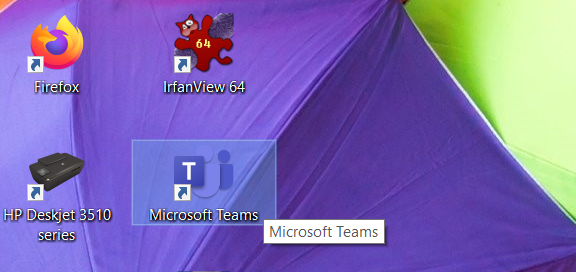 Firefox
64
IrfanView 64
HP Deskjet 3510
series
T
Microsoft Teams
Microsoft Teams